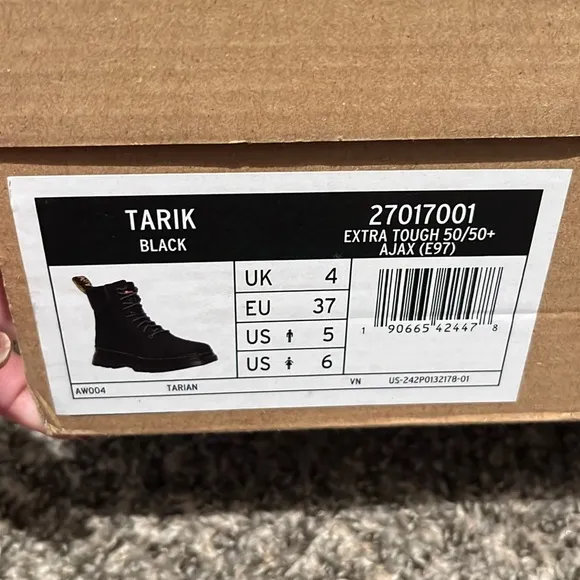 TARIK
BLACK
27017001
EXTRA TOUGH 50/50+
AJAX (E97)
UK 4
EU 37
US 5
US 6
1 90665 42447 8
AW004 TARIAN VN US-242P0132178-01